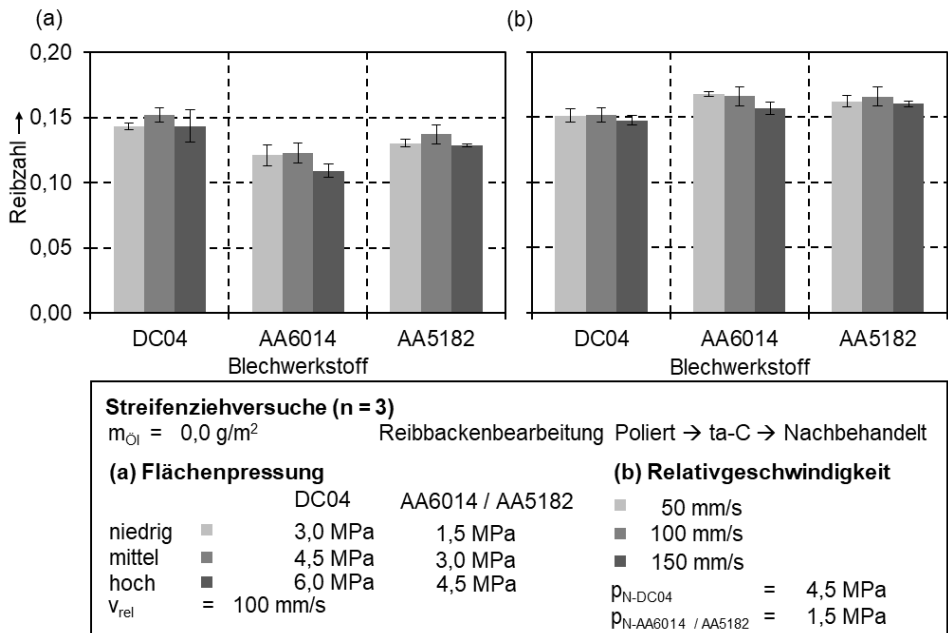 (a)
(b)
Reibzahl →
0,20
0,15
0,10
0,05
0,00
DC04 AA6014 AA5182
Blechwerkstoff
DC04 AA6014 AA5182
Blechwerkstoff
Streifenziehversuche (n = 3)
mÖl = 0,0 g/m² Reibbackenbearbeitung Poliert → ta-C → Nachbehandelt
(a) Flächenpressung
DC04 AA6014 / AA5182
niedrig 3,0 MPa 1,5 MPa
mittel 4,5 MPa 3,0 MPa
hoch 6,0 MPa 4,5 MPa
vrel = 100 mm/s
(b) Relativgeschwindigkeit
50 mm/s
100 mm/s
150 mm/s
pN-DC04 = 4,5 MPa
pN-AA6014 / AA5182 = 1,5 MPa